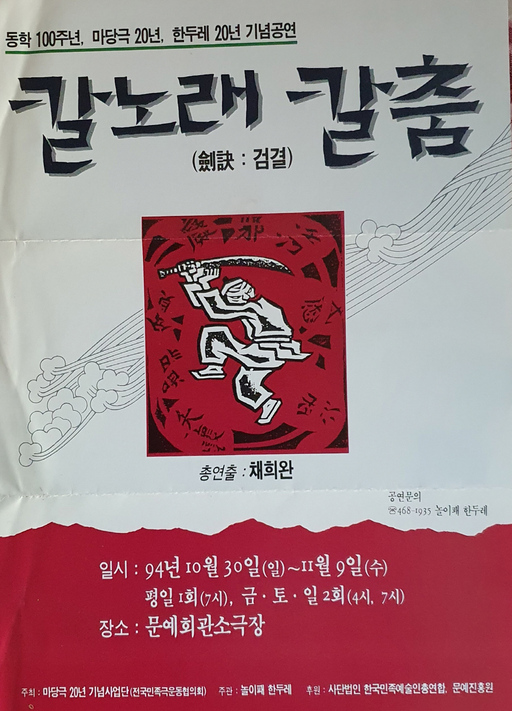 동학 100주년, 마당극 20년, 한두레 20년 기념공연
칼노래 칼춤
(劍訣 : 검결)
총연출 : 채희완
공연문의
☏468-1935 놀이패 한두레
일시 : 94년 10월 30일(일)~11월 9일(수)
평일 1회(7시), 금·토·일 2회(4시, 7시)
장소 : 문예회관소극장
주최 : 마당극 20년 기념사업단(전국민족극운동협의회) 주관 : 놀이패 한두레 후원 : 사단법인 한국민족예술인총연합, 문예진흥원